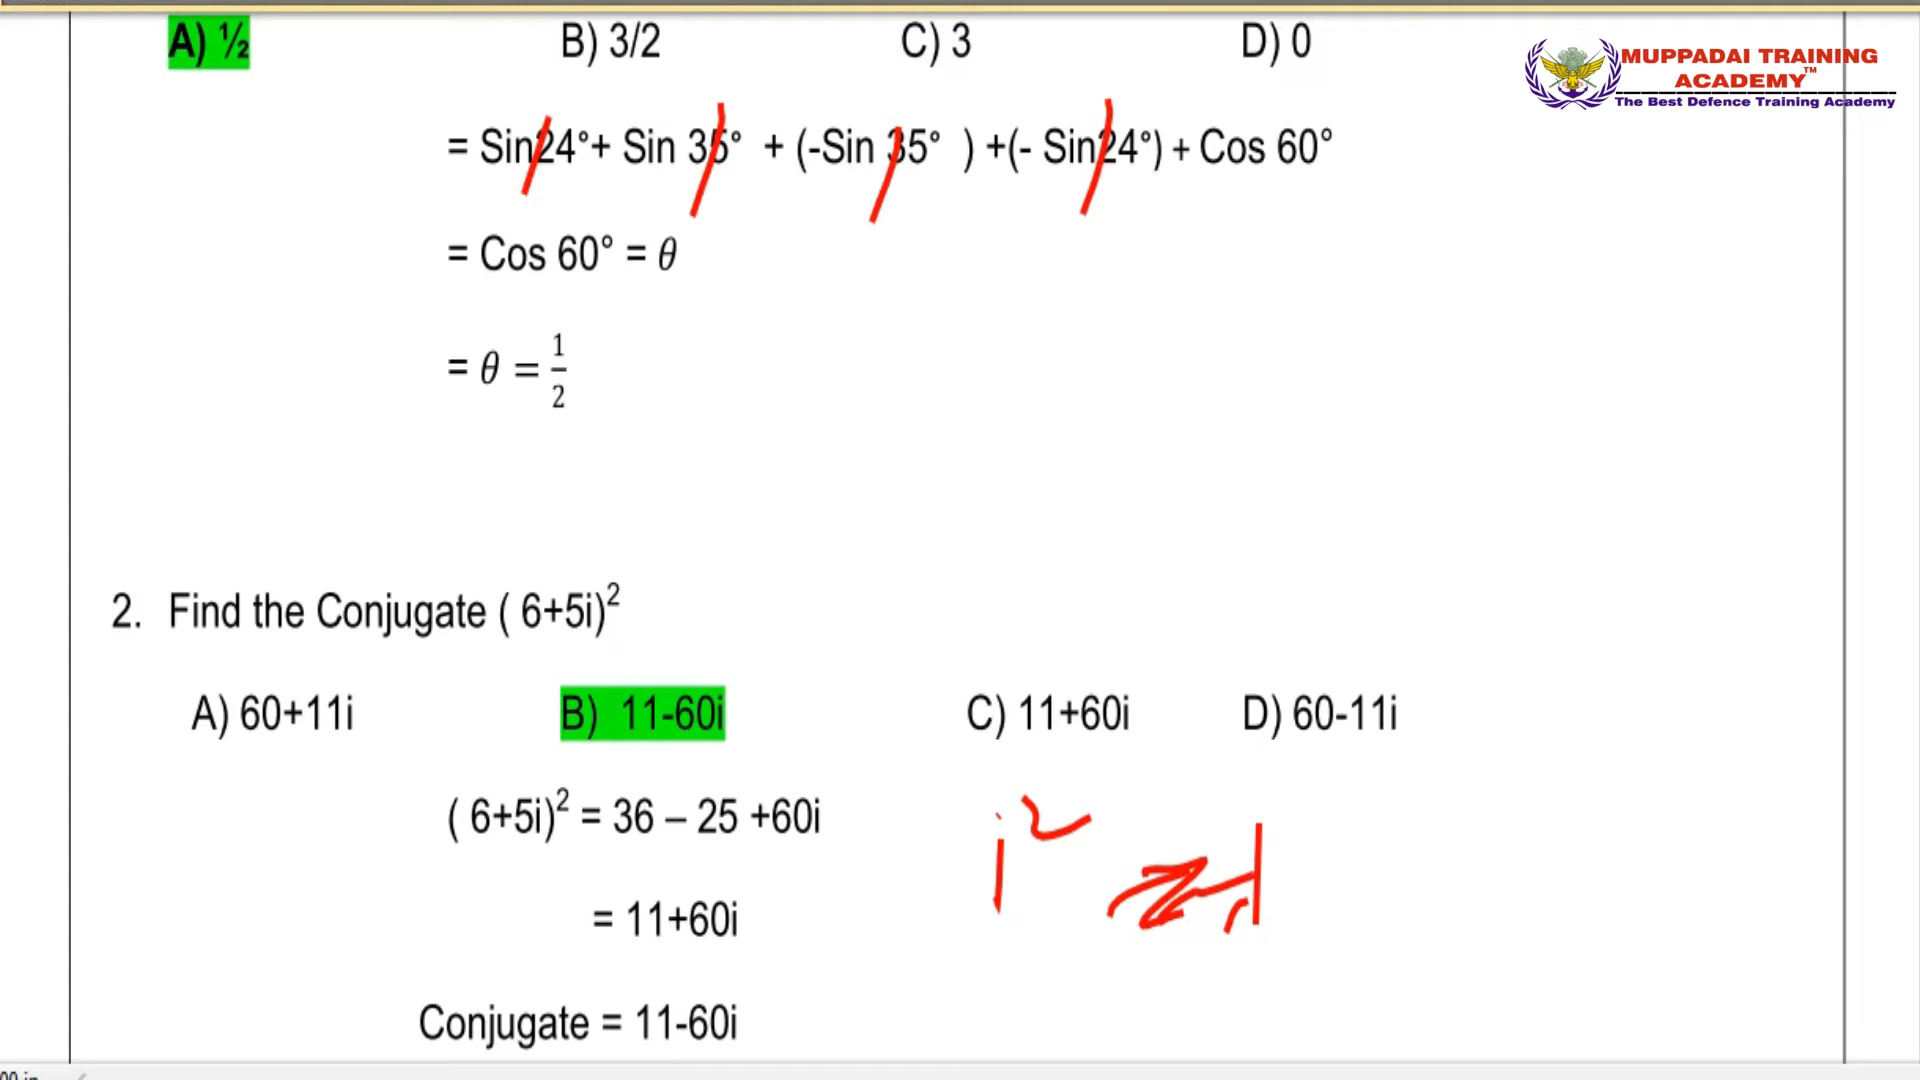 A) ½ B) 3/2 C) 3 D) 0
MUPPADAI TRAINING
ACADEMY™
The Best Defence Training Academy
= Sin24°+ Sin 35° + (-Sin 35° ) +(- Sin24°) + Cos 60°
= Cos 60° = θ
= θ = 1/2
2. Find the Conjugate ( 6+5i)²
A) 60+11i B) 11-60i C) 11+60i D) 60-11i
( 6+5i)² = 36 – 25 +60i
i²
= 11+60i
Conjugate = 11-60i